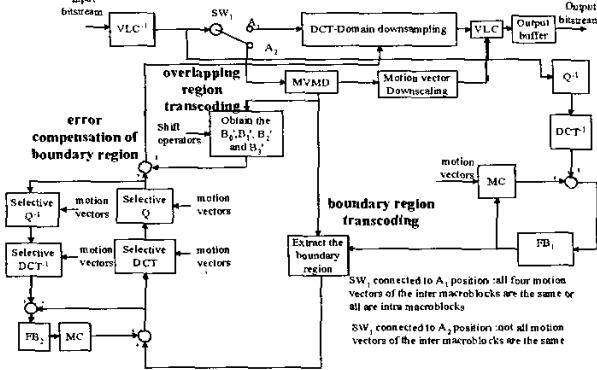 Input
bitstream
VLC-1
SW1
A1
A2
DCT-Domain downsampling
VLC
Output
buffer
Output
bitstream
overlapping
region
transcoding
MVMD
Motion vector
Downscaling
Q-1
error
compensation of
boundary region
Shift
operators
Obtain the
B0',B1', B2'
and B3'
DCT-1
motion
vectors
MC
FB1
boundary region
transcoding
Selective
Q-1
motion
vectors
Selective
Q
motion
vectors
Selective
DCT-1
motion
vectors
Selective
DCT
motion
vectors
Extract the
boundary
region
FB2
MC
SW1 connected to A1 position :all four motion
vectors of the inter macroblocks are the same or
all are intra macroblocks
SW1 connected to A2 position :not all motion
vectors of the inter macroblocks are the same